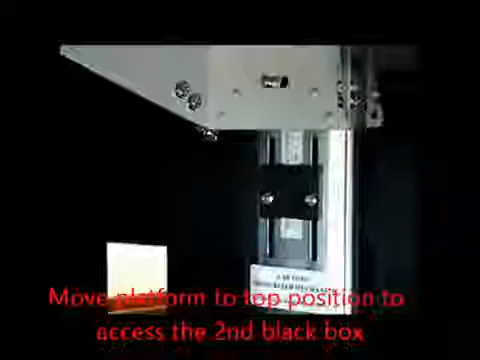 Move platform to top position to
access the 2nd black box